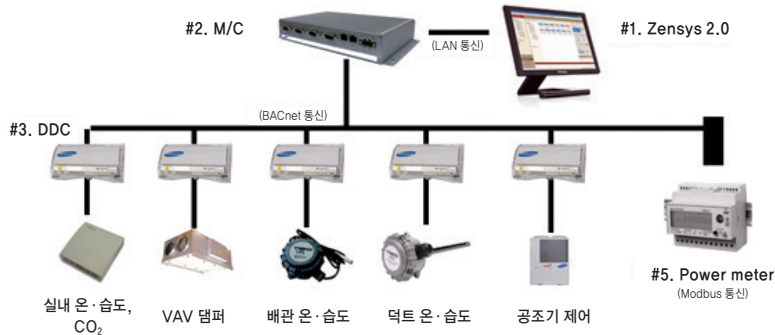 #2. M/C
(LAN 통신)
#1. Zensys 2.0
(BACnet 통신)
#3. DDC
#5. Power meter
(Modbus 통신)
실내 온·습도,
CO₂
VAV 댐퍼
배관 온·습도
덕트 온·습도
공조기 제어